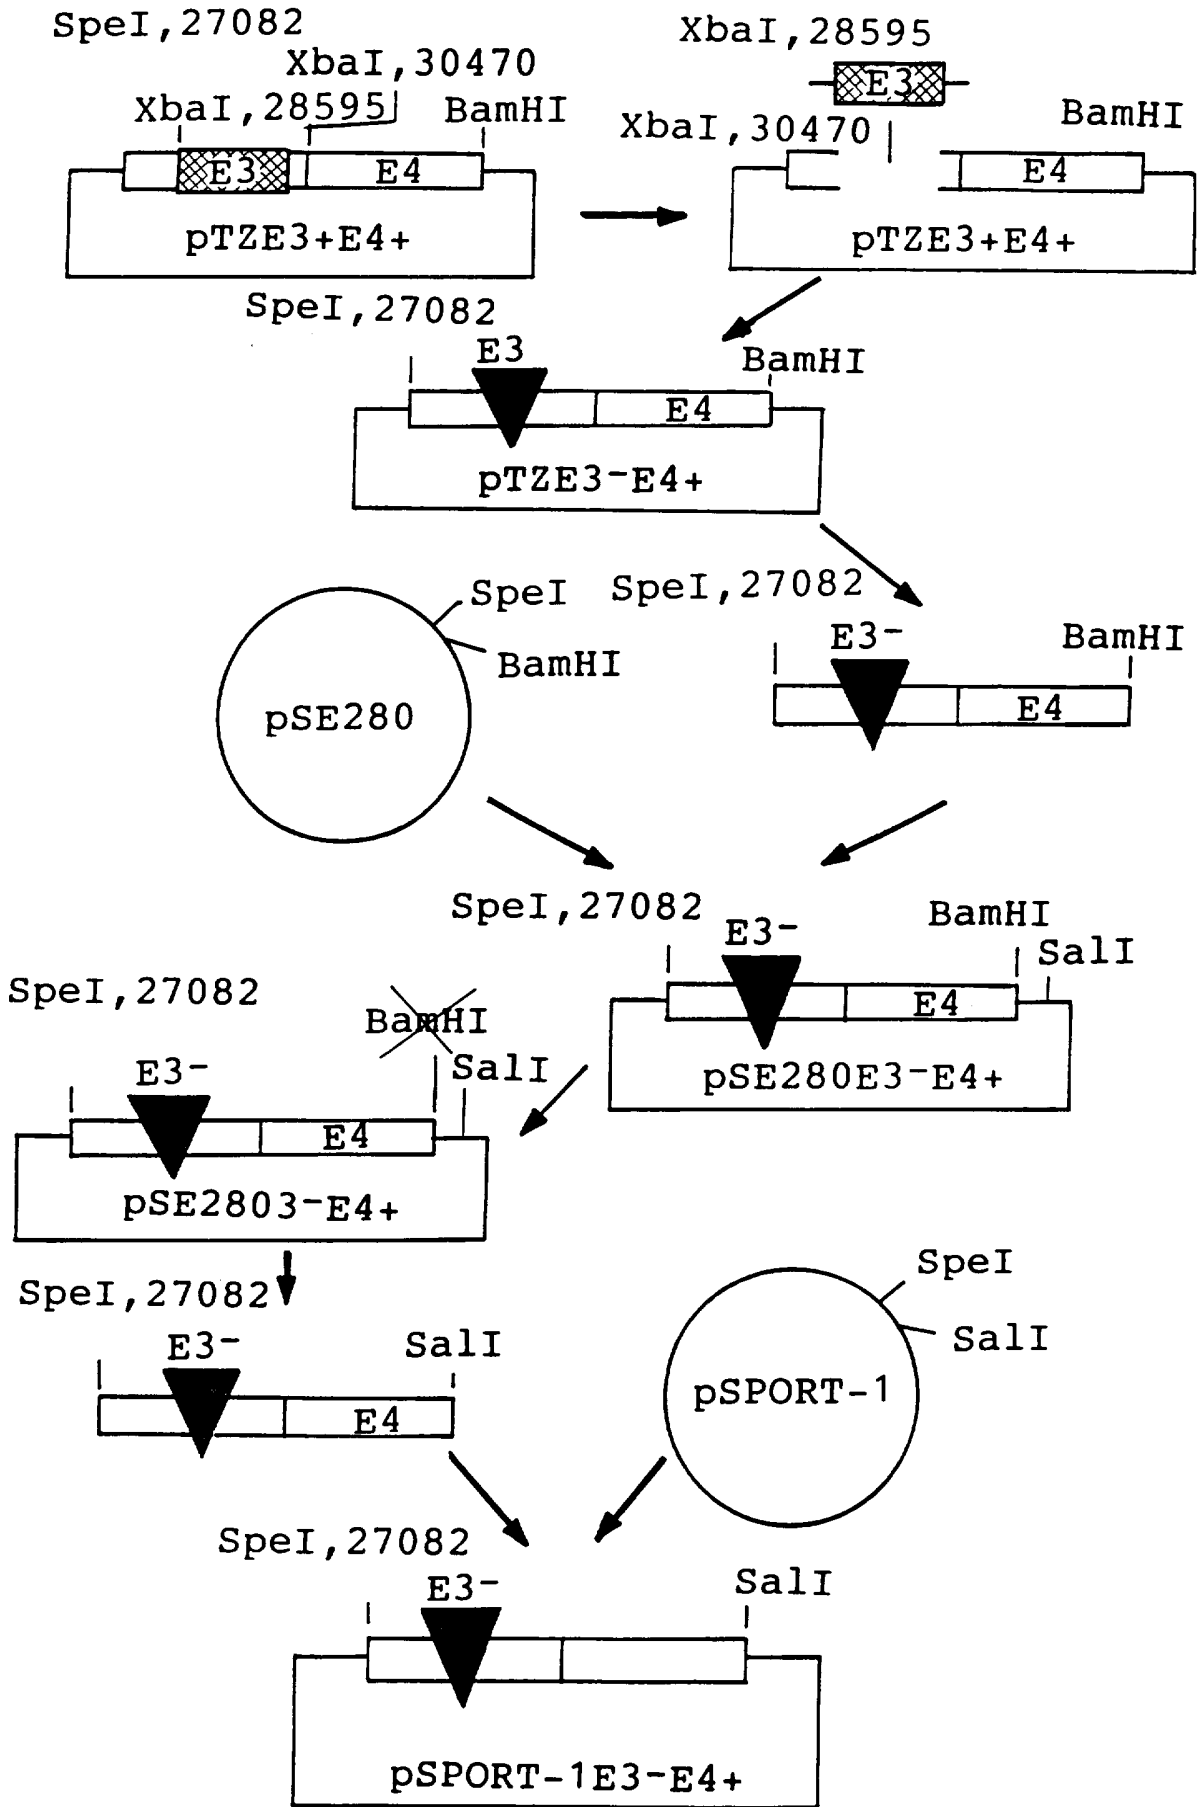 SpeI,27082
XbaI,30470
XbaI,28595
BamHI
E3
E4
pTZE3+E4+
XbaI,28595
E3
XbaI,30470
BamHI
E4
pTZE3+E4+
SpeI,27082
E3
BamHI
E4
pTZE3-E4+
SpeI
BamHI
pSE280
SpeI,27082
E3-
BamHI
E4
SpeI,27082
E3-
BamHI
SalI
E4
pSE280E3-E4+
SpeI,27082
BamHI
E3-
SalI
E4
pSE2803-E4+
SpeI,27082
E3-
SalI
E4
SpeI
SalI
pSPORT-1
SpeI,27082
E3-
SalI
pSPORT-1E3-E4+